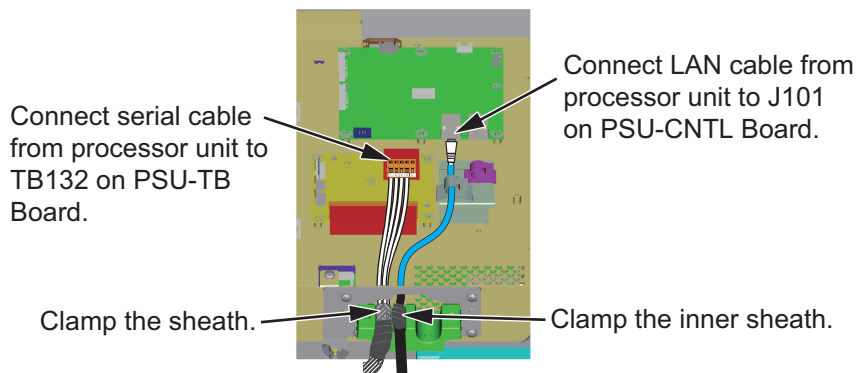 Connect LAN cable from
processor unit to J101
on PSU-CNTL Board.
Connect serial cable
from processor unit to
TB132 on PSU-TB
Board.
Clamp the sheath.
Clamp the inner sheath.